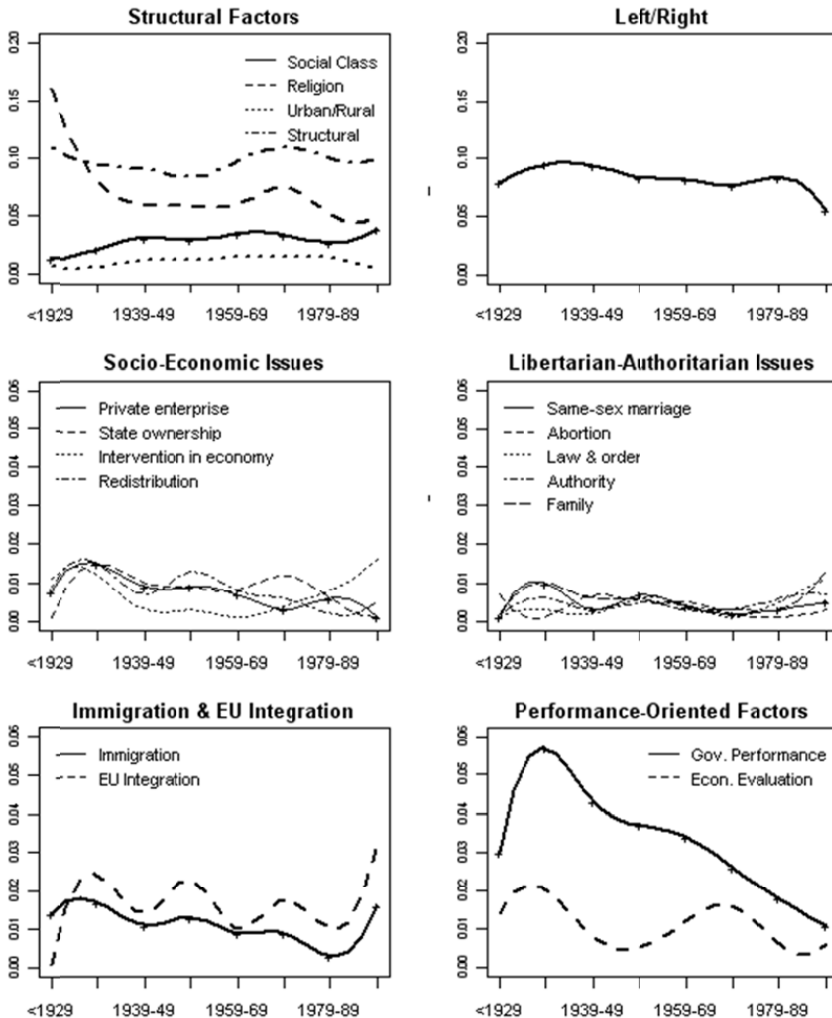 Structural Factors
0.20
0.15
0.10
0.05
0.00
Social Class
Religion
Urban/Rural
Structural
<1929 1939-49 1959-69 1979-89
Left/Right
0.20
0.15
0.10
0.05
0.00
<1929 1939-49 1959-69 1979-89
Socio-Economic Issues
0.06
0.05
0.04
0.03
0.02
0.01
0.00
Private enterprise
State ownership
Intervention in economy
Redistribution
<1929 1939-49 1959-69 1979-89
Libertarian-Authoritarian Issues
0.06
0.05
0.04
0.03
0.02
0.01
0.00
Same-sex marriage
Abortion
Law & order
Authority
Family
<1929 1939-49 1959-69 1979-89
Immigration & EU Integration
0.06
0.05
0.04
0.03
0.02
0.01
0.00
Immigration
EU Integration
<1929 1939-49 1959-69 1979-89
Performance-Oriented Factors
0.06
0.05
0.04
0.03
0.02
0.01
0.00
Gov. Performance
Econ. Evaluation
<1929 1939-49 1959-69 1979-89